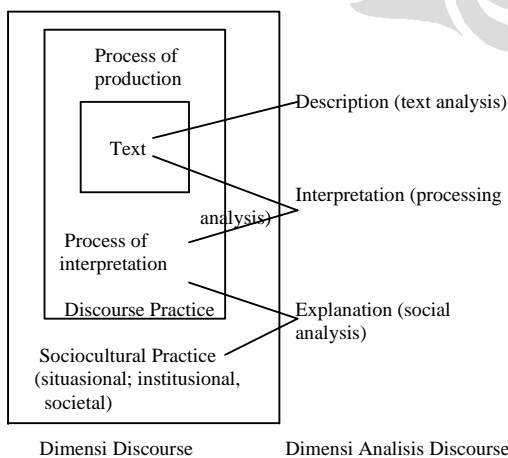 Process of
production
Text
Description (text analysis)
Interpretation (processing
analysis)
Process of
interpretation
Discourse Practice
Explanation (social
analysis)
Sociocultural Practice
(situasional; institusional,
societal)
Dimensi Discourse
Dimensi Analisis Discourse